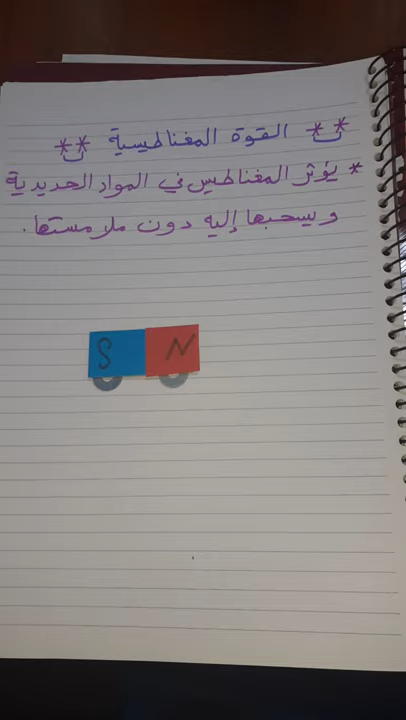 ** القوة المغناطيسية **
* يؤثر المغناطيس في المواد الحديدية
ويسحبها إليه دون ملامستها.
S N